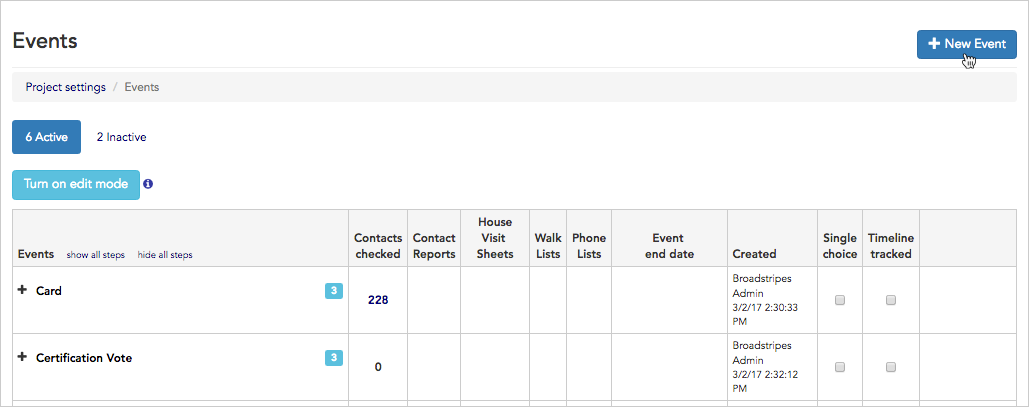 Events
New Event
Project settings / Events
6 Active 2 Inactive
Turn on edit mode
Events show all steps hide all steps
Contacts
checked
Contact
Reports
House
Visit
Sheets
Walk
Lists
Phone
Lists
Event
end date
Created
Single
choice
Timeline
tracked
Card 3 228
Broadstripes
Admin
3/2/17 2:30:33
PM
Certification Vote 3 0
Broadstripes
Admin
3/2/17 2:32:12
PM